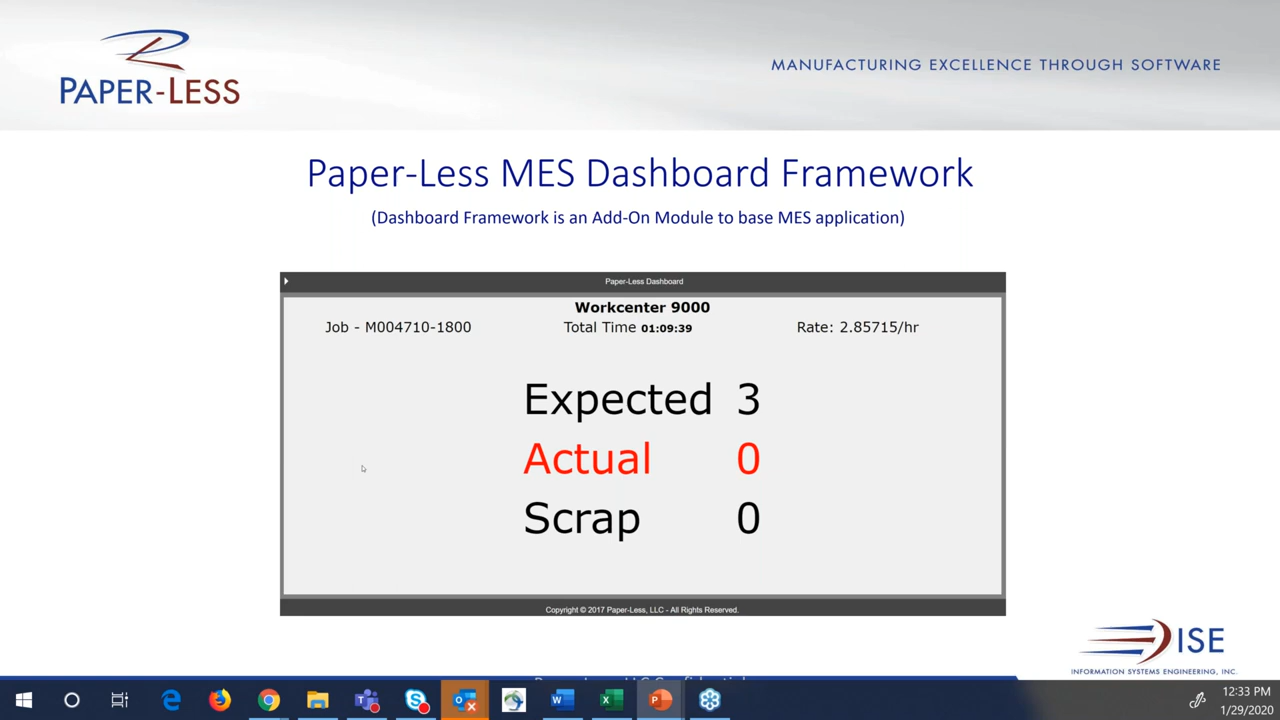 PAPER-LESS
MANUFACTURING EXCELLENCE THROUGH SOFTWARE
Paper-Less MES Dashboard Framework
(Dashboard Framework is an Add-On Module to base MES application)
Paper-Less Dashboard
Workcenter 9000
Job - M004710-1800 Total Time 01:09:39 Rate: 2.85715/hr
Expected 3
Actual 0
Scrap 0
Copyright © 2017 Paper-Less, LLC - All Rights Reserved.
ISE
INFORMATION SYSTEMS ENGINEERING, INC.
12:33 PM
1/29/2020